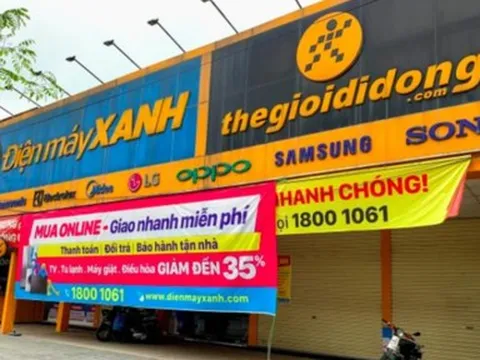 Điện máy XANH
thegioididong
.com
Electrolux Midea LG oppo SAMSUNG SON
MUA ONLINE - Giao nhanh miễn phí
Thanh toán | Đổi trả | Bảo hành tận nhà
TV . Tủ lạnh . Máy giặt . Điều hòa GIẢM ĐẾN 35%
1800 1061 www.dienmayxanh.com
NHANH CHÓNG!
ọi 1800 1061